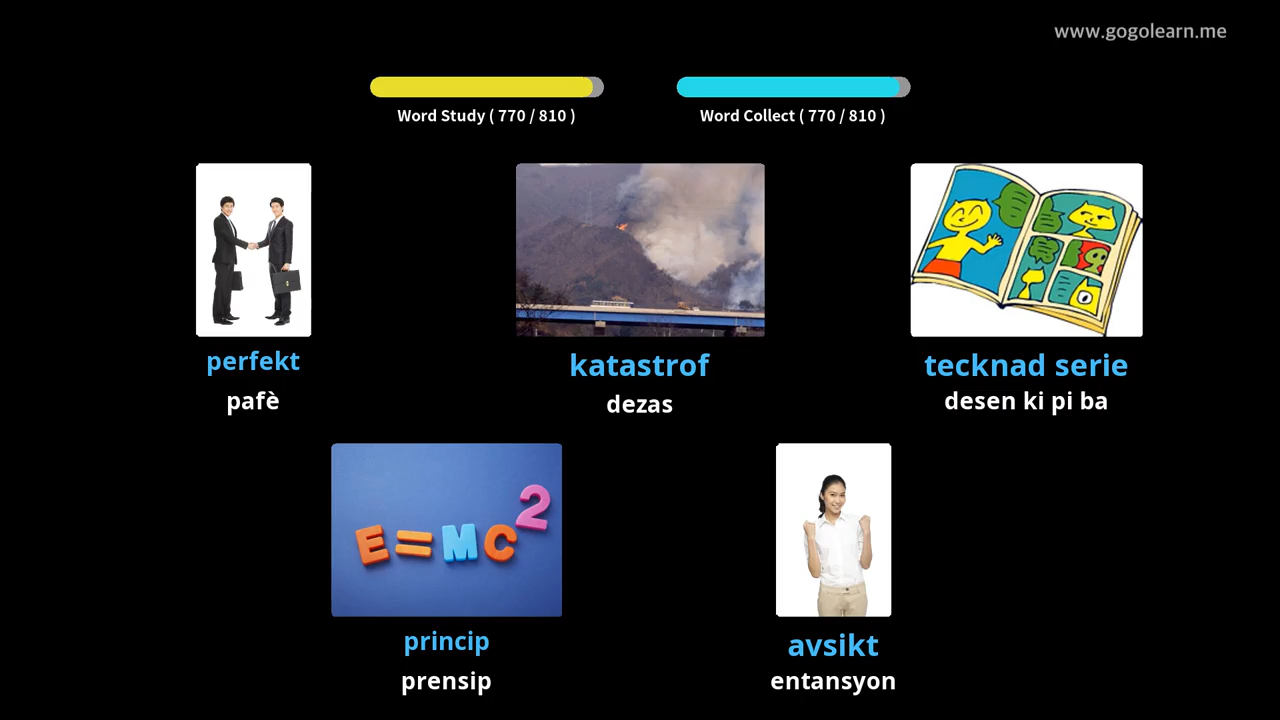 www.gogolearn.me
Word Study ( 770 / 810 )
Word Collect ( 770 / 810 )
perfekt
pafè
katastrof
dezas
tecknad serie
desen ki pi ba
E=MC2
princip
prensip
avsikt
entansyon